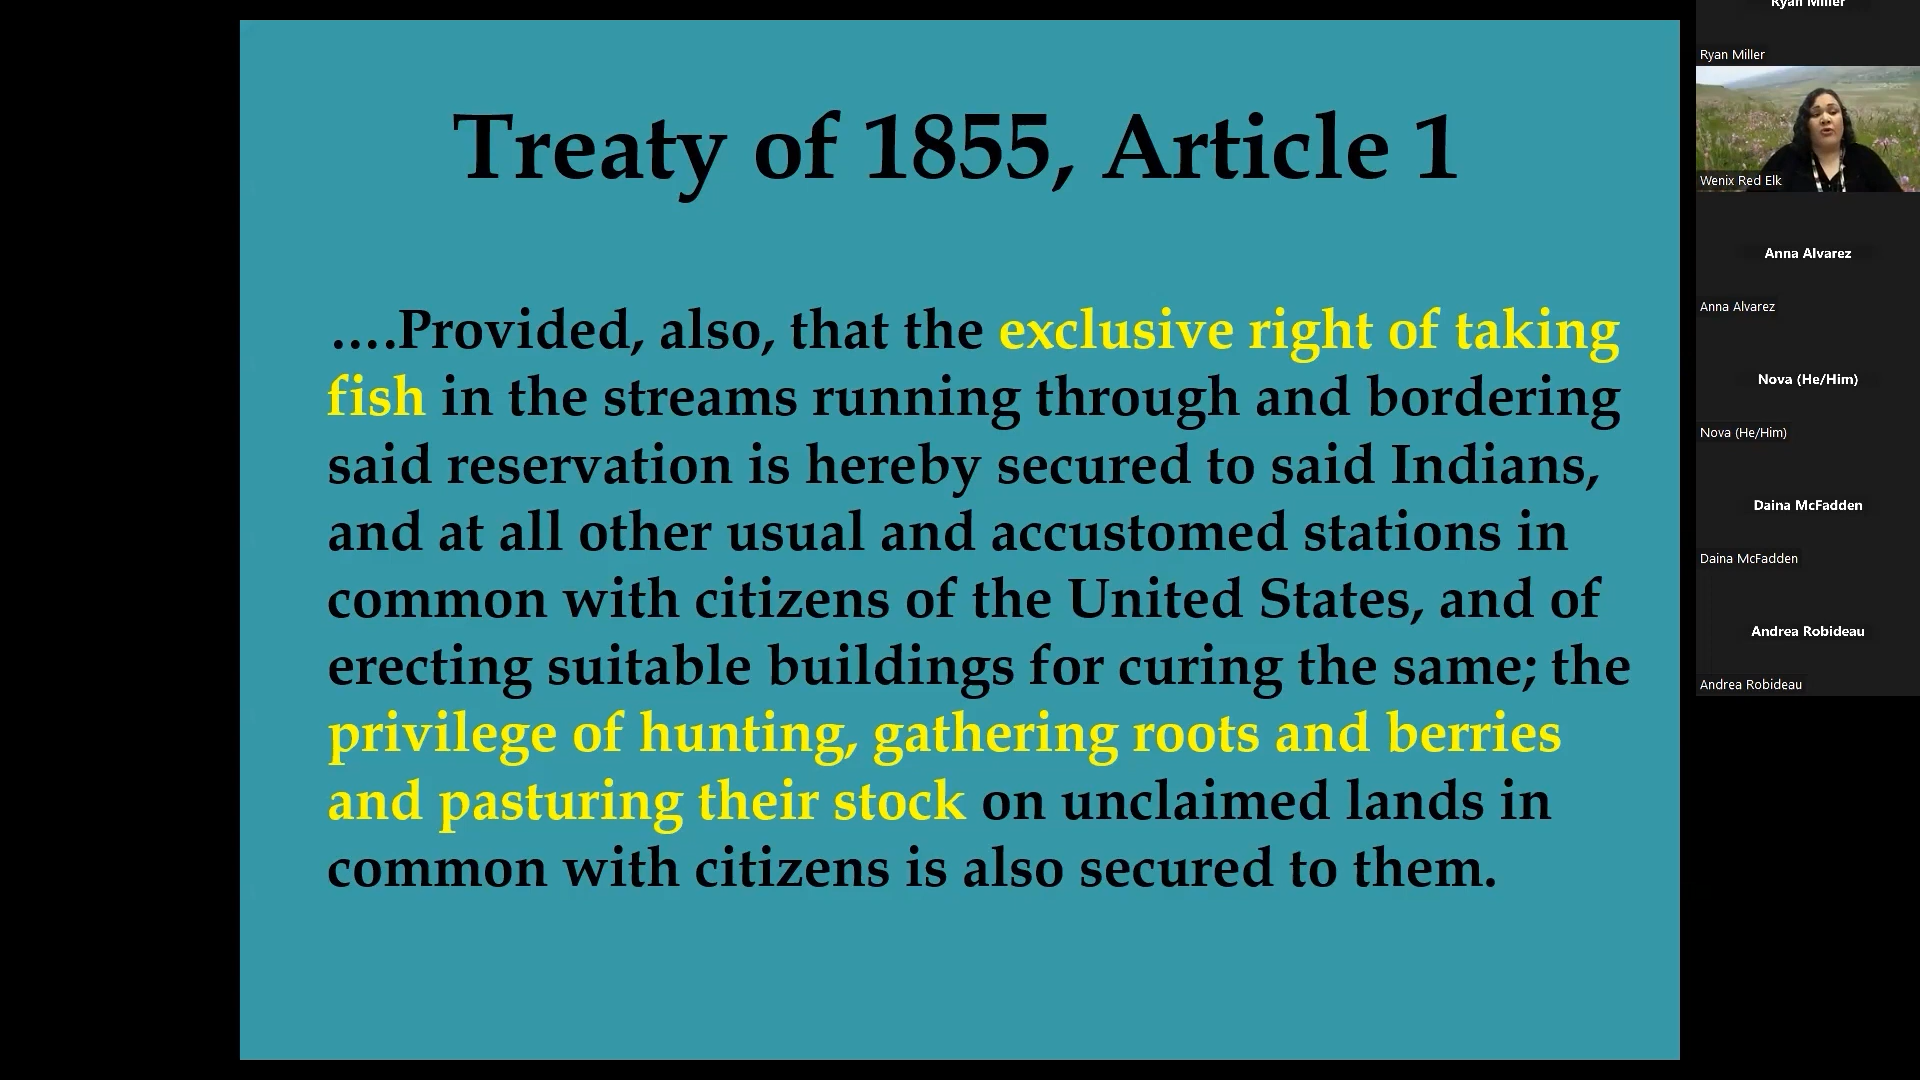 Treaty of 1855, Article 1
….Provided, also, that the exclusive right of taking
fish in the streams running through and bordering
said reservation is hereby secured to said Indians,
and at all other usual and accustomed stations in
common with citizens of the United States, and of
erecting suitable buildings for curing the same; the
privilege of hunting, gathering roots and berries
and pasturing their stock on unclaimed lands in
common with citizens is also secured to them.
Ryan Miller
Ryan Miller
Wenix Red Elk
Anna Alvarez
Anna Alvarez
Nova (He/Him)
Nova (He/Him)
Daina McFadden
Daina McFadden
Andrea Robideau
Andrea Robideau